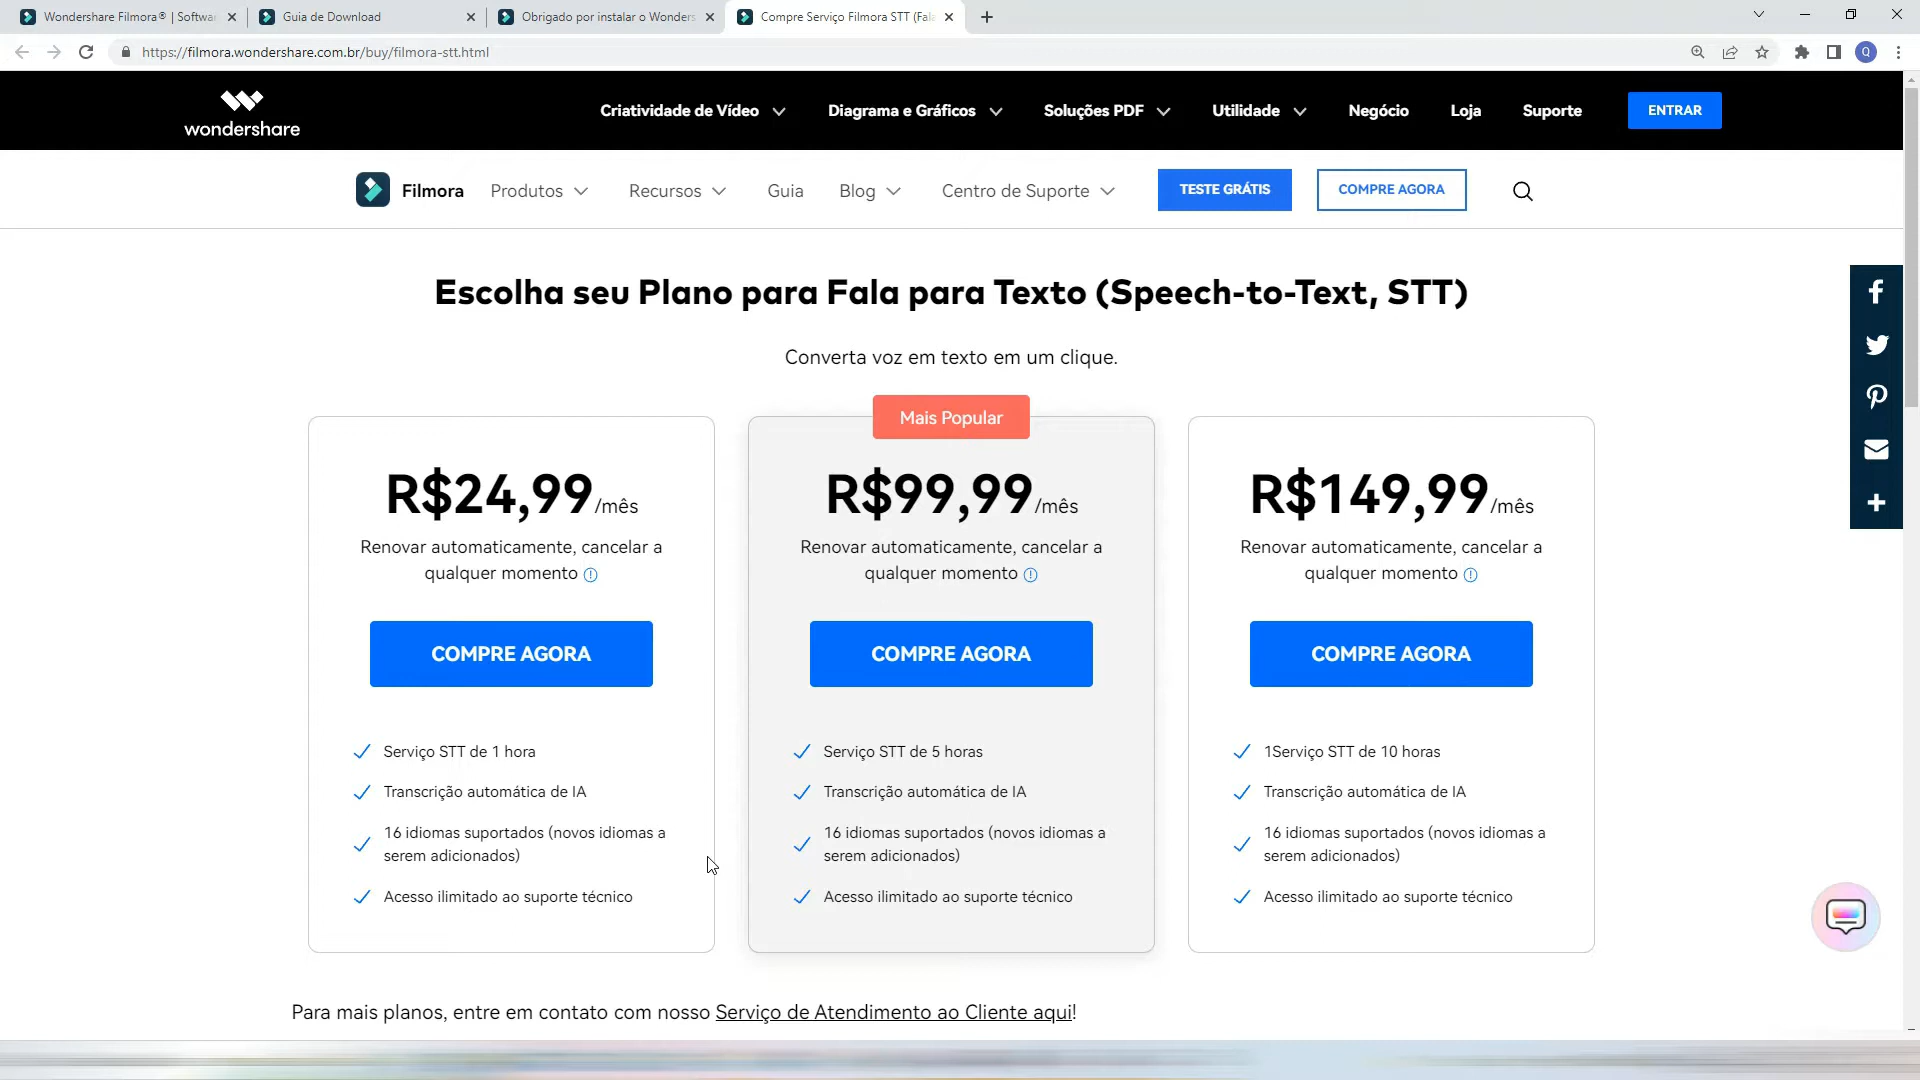 Wondershare Filmora® | Softwa
Guia de Download
Obrigado por instalar o Wonders
Compre Serviço Filmora STT (Fala
https://filmora.wondershare.com.br/buy/filmora-stt.html
Q
wondershare
Criatividade de Vídeo
Diagrama e Gráficos
Soluções PDF
Utilidade
Negócio
Loja
Suporte
ENTRAR
Filmora
Produtos
Recursos
Guia
Blog
Centro de Suporte
TESTE GRÁTIS
COMPRE AGORA
Escolha seu Plano para Fala para Texto (Speech-to-Text, STT)
Converta voz em texto em um clique.
R$24,99/mês
Renovar automaticamente, cancelar a
qualquer momento
COMPRE AGORA
Serviço STT de 1 hora
Transcrição automática de IA
16 idiomas suportados (novos idiomas a
serem adicionados)
Acesso ilimitado ao suporte técnico
Mais Popular
R$99,99/mês
Renovar automaticamente, cancelar a
qualquer momento
COMPRE AGORA
Serviço STT de 5 horas
Transcrição automática de IA
16 idiomas suportados (novos idiomas a
serem adicionados)
Acesso ilimitado ao suporte técnico
R$149,99/mês
Renovar automaticamente, cancelar a
qualquer momento
COMPRE AGORA
1Serviço STT de 10 horas
Transcrição automática de IA
16 idiomas suportados (novos idiomas a
serem adicionados)
Acesso ilimitado ao suporte técnico
Para mais planos, entre em contato com nosso Serviço de Atendimento ao Cliente aqui!